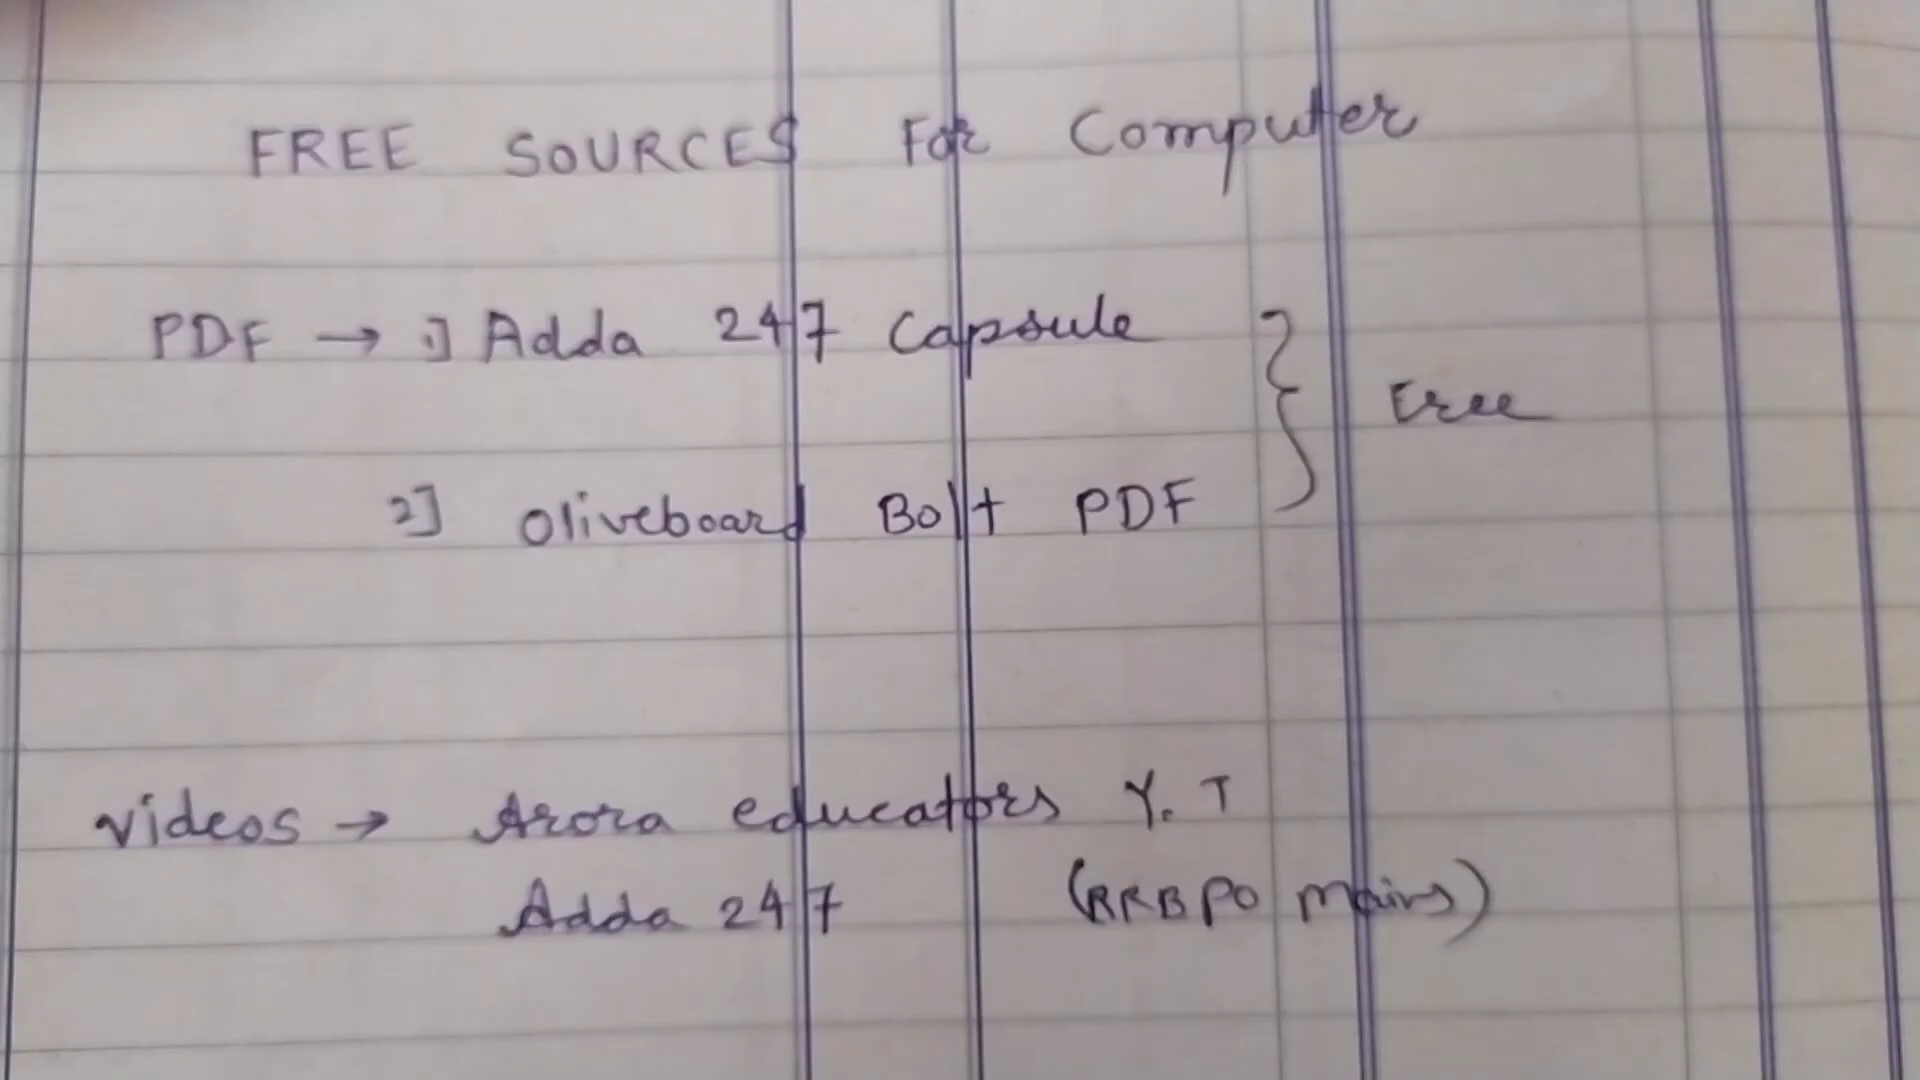 FREE SOURCES For Computer
PDF → 1] Adda 247 Capsule
Free
2] Oliveboard Bolt PDF
videos → Arora educators Y.T
Adda 247 (RRB PO Mains)